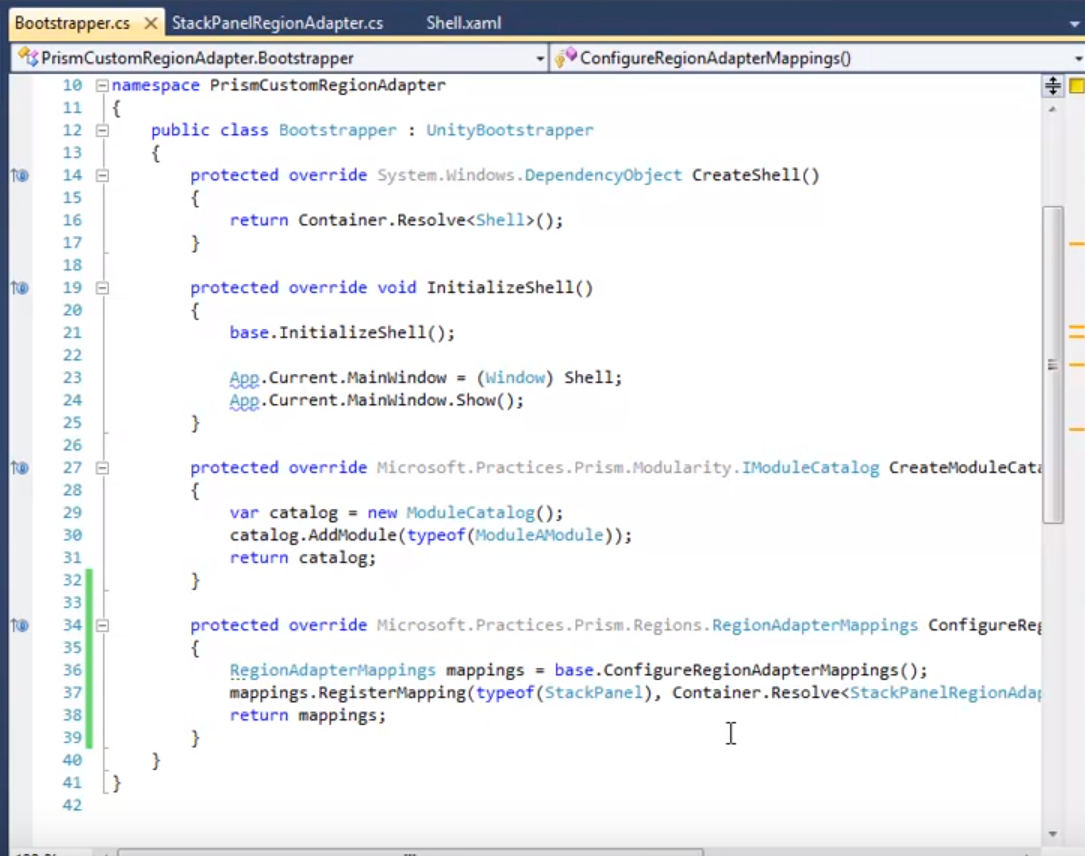 Bootstrapper.cs StackPanelRegionAdapter.cs Shell.xaml
PrismCustomRegionAdapter.Bootstrapper ConfigureRegionAdapterMappings()
10 namespace PrismCustomRegionAdapter
11 {
12 public class Bootstrapper : UnityBootstrapper
13 {
14 protected override System.Windows.DependencyObject CreateShell()
15 {
16 return Container.Resolve<Shell>();
17 }
18
19 protected override void InitializeShell()
20 {
21 base.InitializeShell();
22
23 App.Current.MainWindow = (Window) Shell;
24 App.Current.MainWindow.Show();
25 }
26
27 protected override Microsoft.Practices.Prism.Modularity.IModuleCatalog CreateModuleCata
28 {
29 var catalog = new ModuleCatalog();
30 catalog.AddModule(typeof(ModuleAModule));
31 return catalog;
32 }
33
34 protected override Microsoft.Practices.Prism.Regions.RegionAdapterMappings ConfigureReg
35 {
36 RegionAdapterMappings mappings = base.ConfigureRegionAdapterMappings();
37 mappings.RegisterMapping(typeof(StackPanel), Container.Resolve<StackPanelRegionAdap
38 return mappings;
39 }
40 }
41 }
42